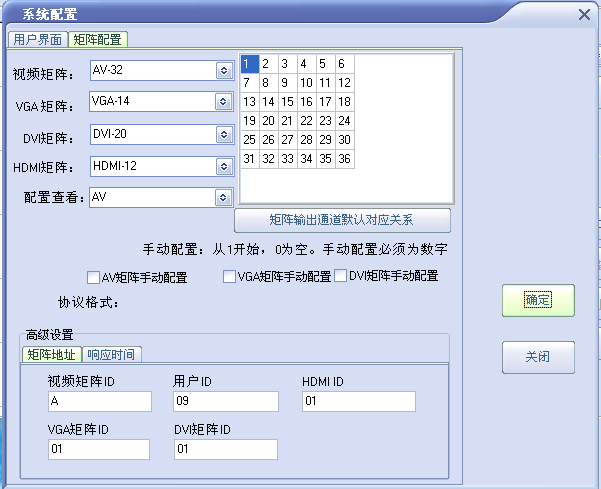 系统配置
用户界面 矩阵配置
视频矩阵： AV-32
VGA矩阵： VGA-14
DVI矩阵： DVI-20
HDMI矩阵： HDMI-12
配置查看： AV
1 2 3 4 5 6
7 8 9 10 11 12
13 14 15 16 17 18
19 20 21 22 23 24
25 26 27 28 29 30
31 32 33 34 35 36
矩阵输出通道默认对应关系
手动配置：从1开始，0为空。手动配置必须为数字
AV矩阵手动配置 VGA矩阵手动配置 DVI矩阵手动配置
协议格式：
确定
关闭
高级设置
矩阵地址 响应时间
视频矩阵ID 用户ID HDMI ID
A 09 01
VGA矩阵ID DVI矩阵ID
01 01